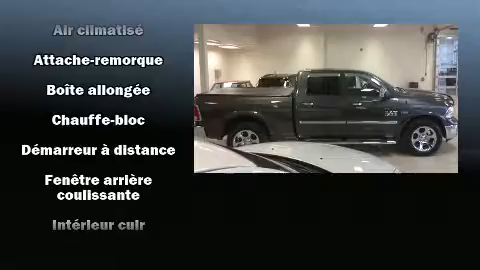 Air climatisé
Attache-remorque
Boîte allongée
Chauffe-bloc
Démarreur à distance
Fenêtre arrière
coulissante
Intérieur cuir